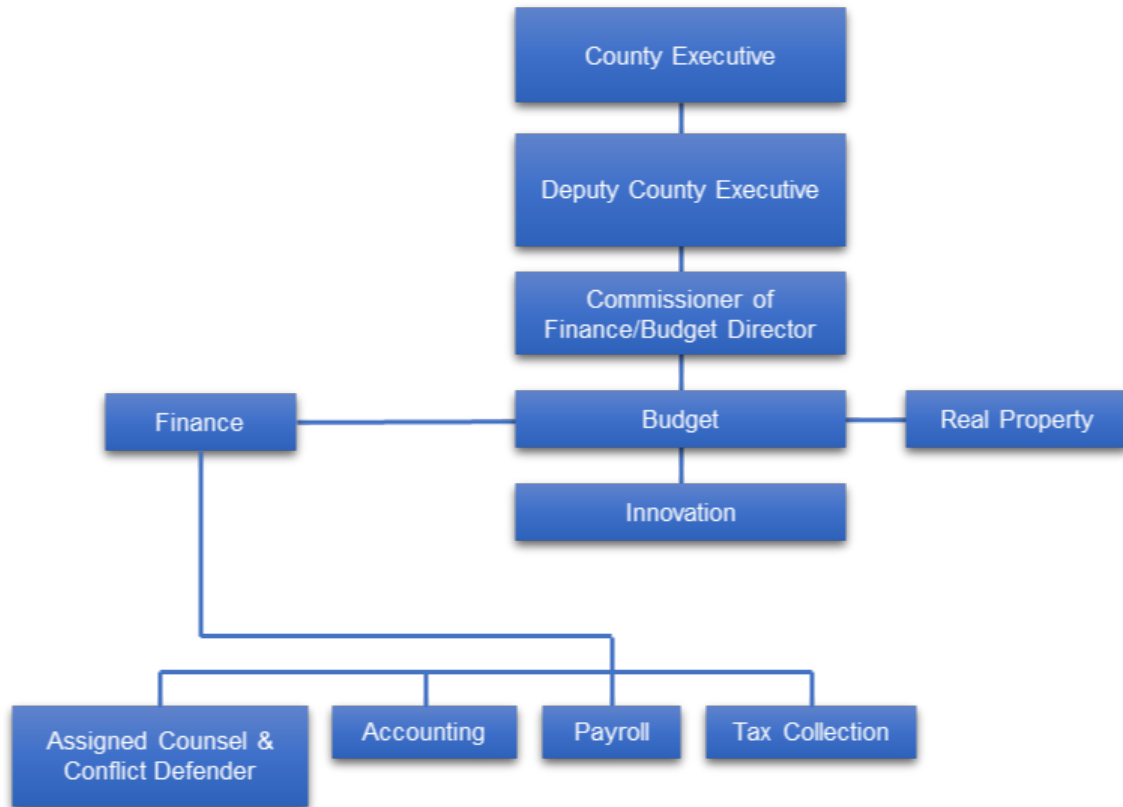 County Executive
Deputy County Executive
Commissioner of
Finance/Budget Director
Finance
Budget
Real Property
Innovation
Assigned Counsel &
Conflict Defender
Accounting
Payroll
Tax Collection